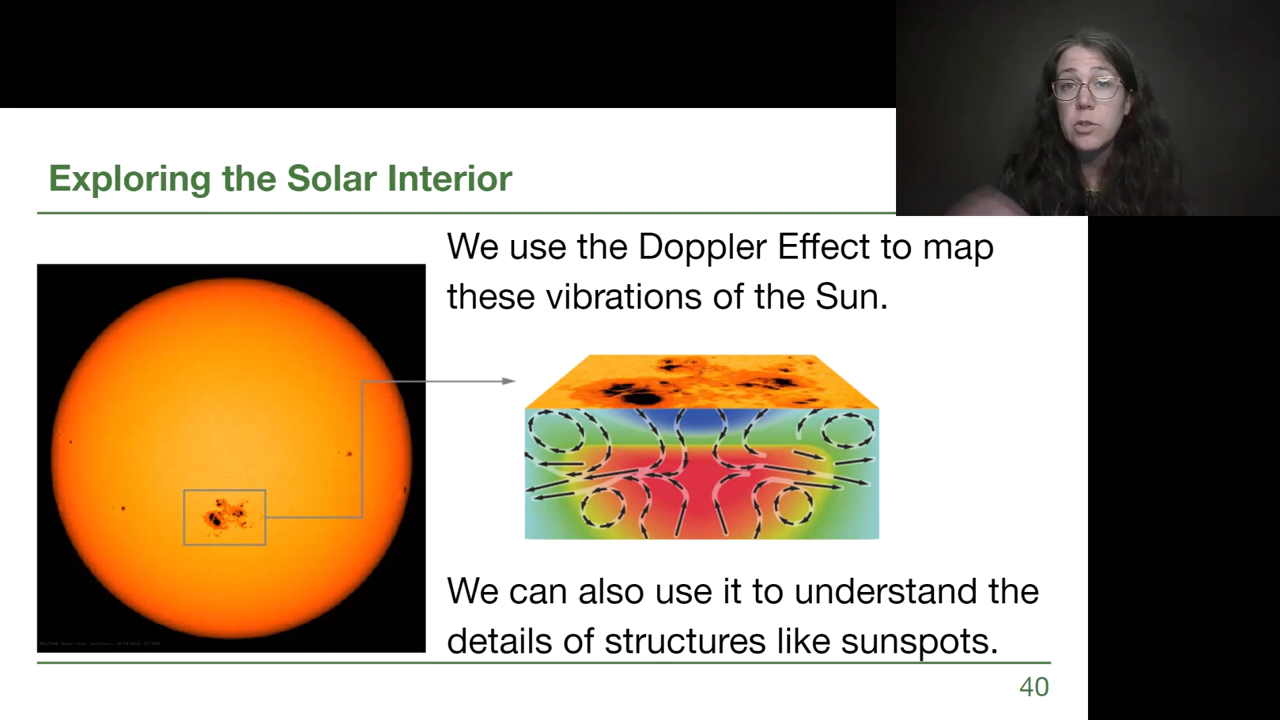 Exploring the Solar Interior
We use the Doppler Effect to map
these vibrations of the Sun.
We can also use it to understand the
details of structures like sunspots.
40